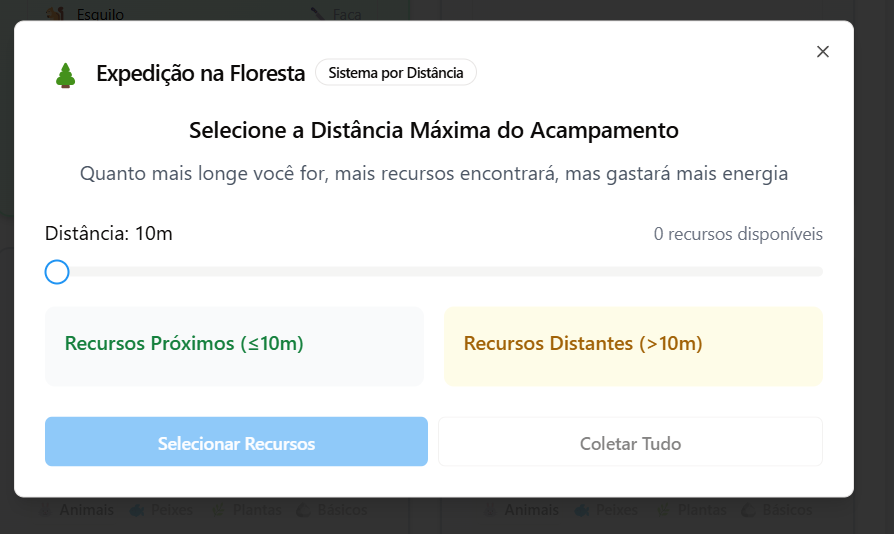 Esquilo Faca
Expedição na Floresta Sistema por Distância
Selecione a Distância Máxima do Acampamento
Quanto mais longe você for, mais recursos encontrará, mas gastará mais energia
Distância: 10m 0 recursos disponíveis
Recursos Próximos (≤10m) Recursos Distantes (>10m)
Selecionar Recursos Coletar Tudo
Animais Peixes Plantas Básicos Animais Peixes Plantas Básicos